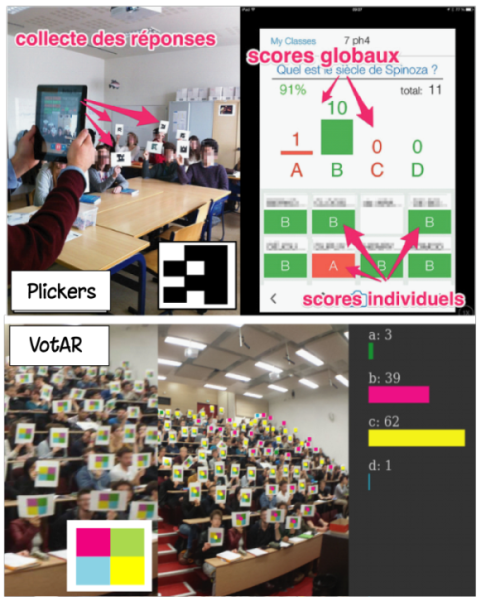 collecte des réponses
Plickers
My Classes
7 ph4
scores globaux
Quel est le siècle de Spinoza ?
91%
total: 11
10
1
0
0
A
B
C
D
B
B
B
B
A
B
B
scores individuels
VotAR
a: 3
b: 39
c: 62
d: 1